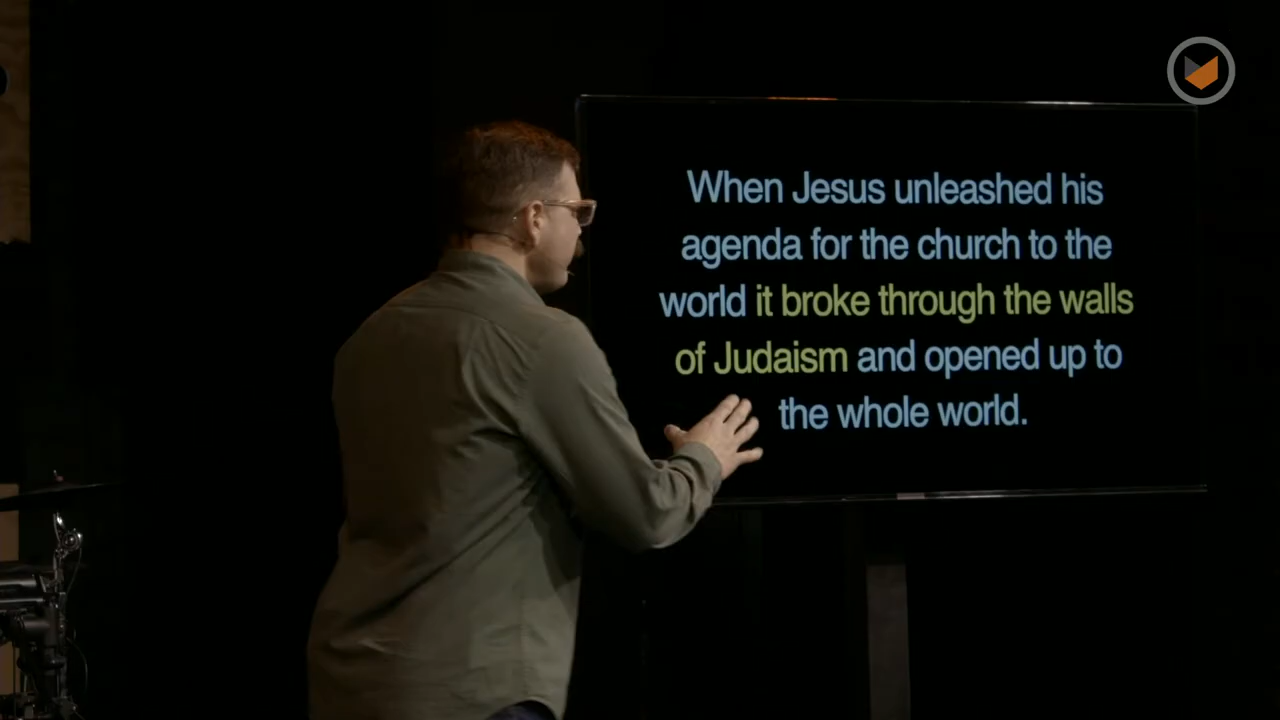 When Jesus unleashed his
agenda for the church to the
world it broke through the walls
of Judaism and opened up to
the whole world.